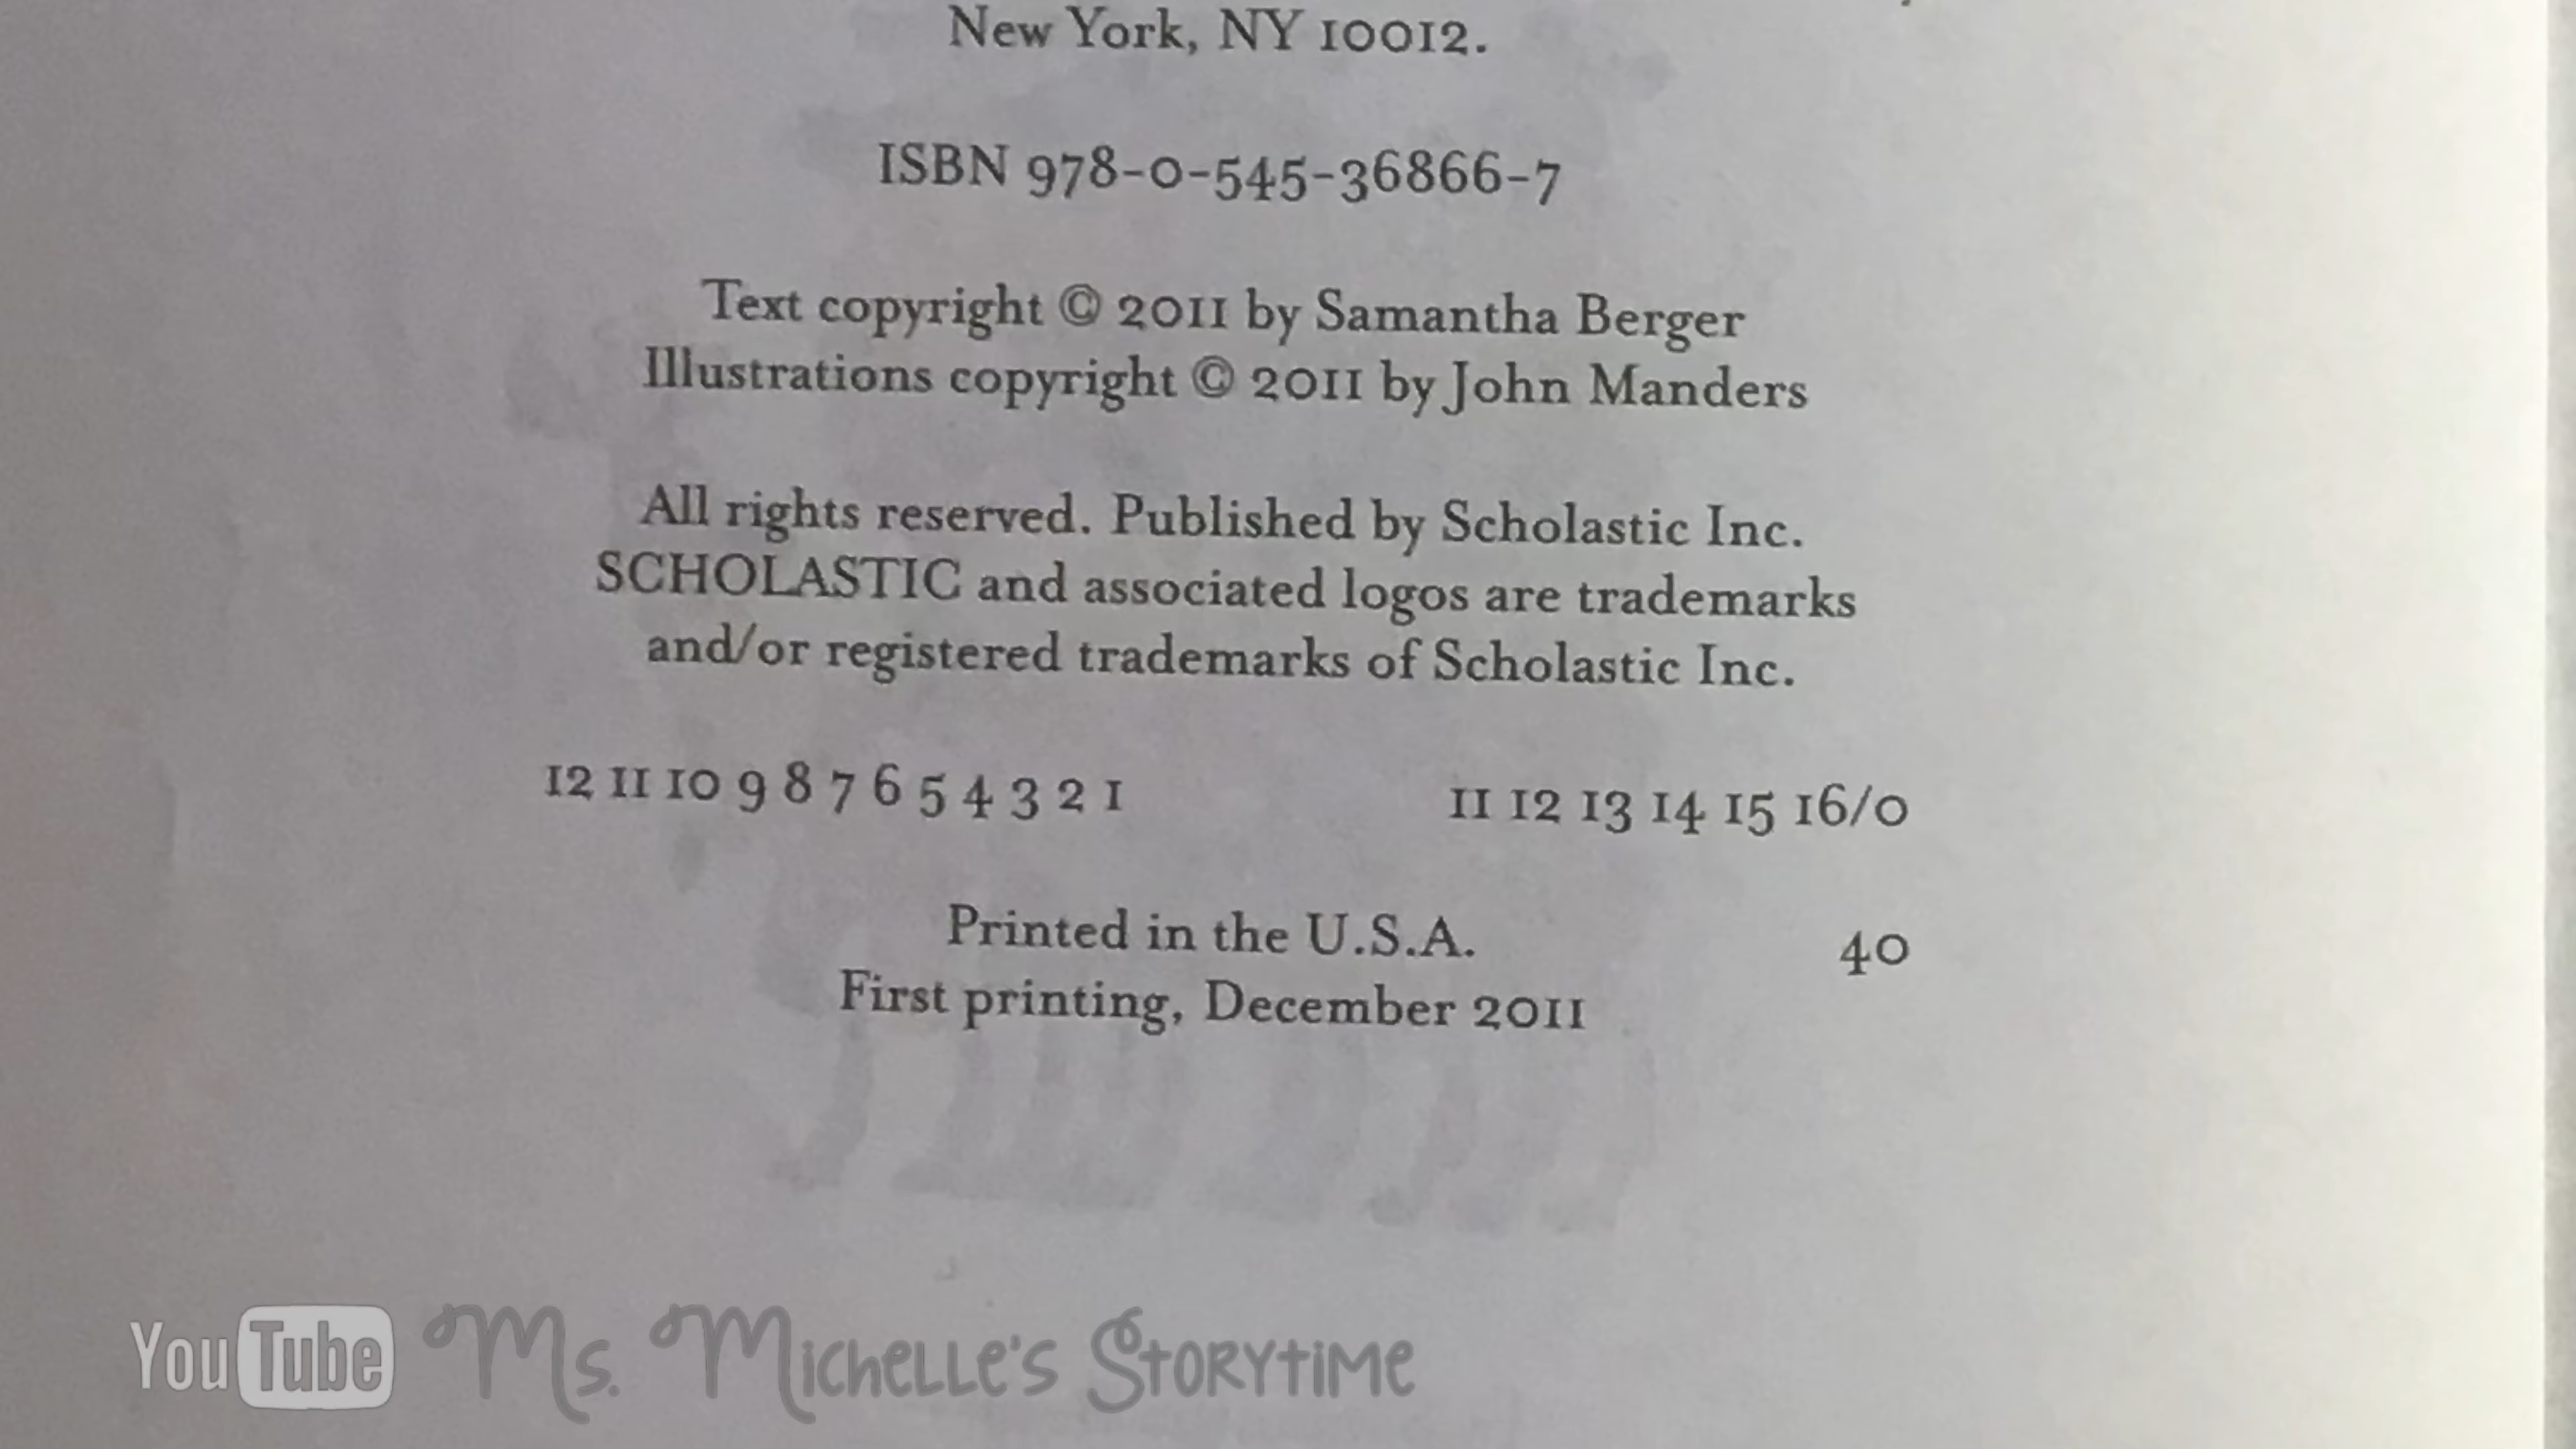 New York, NY 10012.
ISBN 978-0-545-36866-7
Text copyright © 2011 by Samantha Berger
Illustrations copyright © 2011 by John Manders
All rights reserved. Published by Scholastic Inc.
SCHOLASTIC and associated logos are trademarks
and/or registered trademarks of Scholastic Inc.
12 11 10 9 8 7 6 5 4 3 2 1 11 12 13 14 15 16/0
Printed in the U.S.A. 40
First printing, December 2011
YouTube Ms. Michelle's Storytime